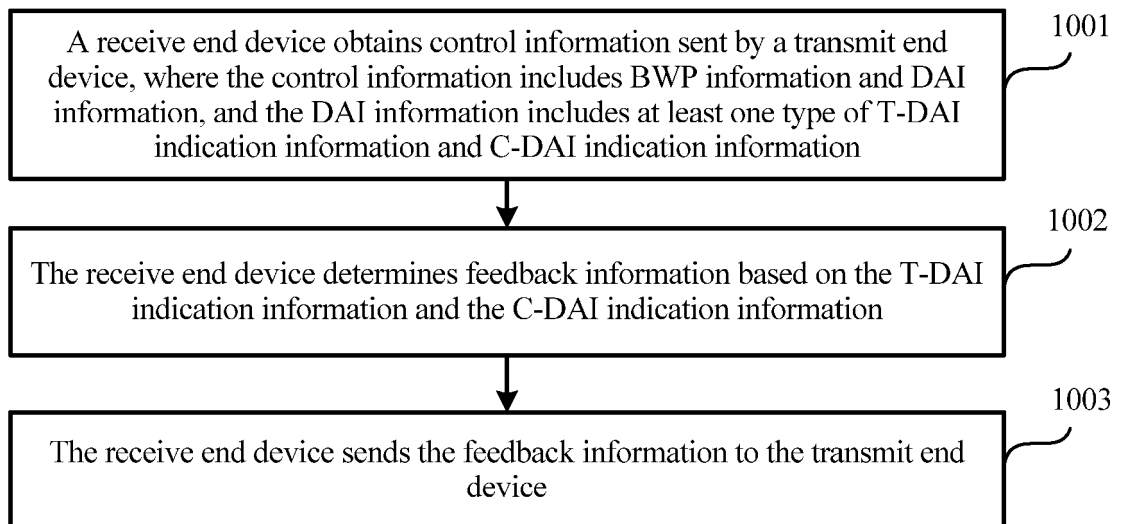 1001
A receive end device obtains control information sent by a transmit end
device, where the control information includes BWP information and DAI
information, and the DAI information includes at least one type of T-DAI
indication information and C-DAI indication information
1002
The receive end device determines feedback information based on the T-DAI
indication information and the C-DAI indication information
1003
The receive end device sends the feedback information to the transmit end
device